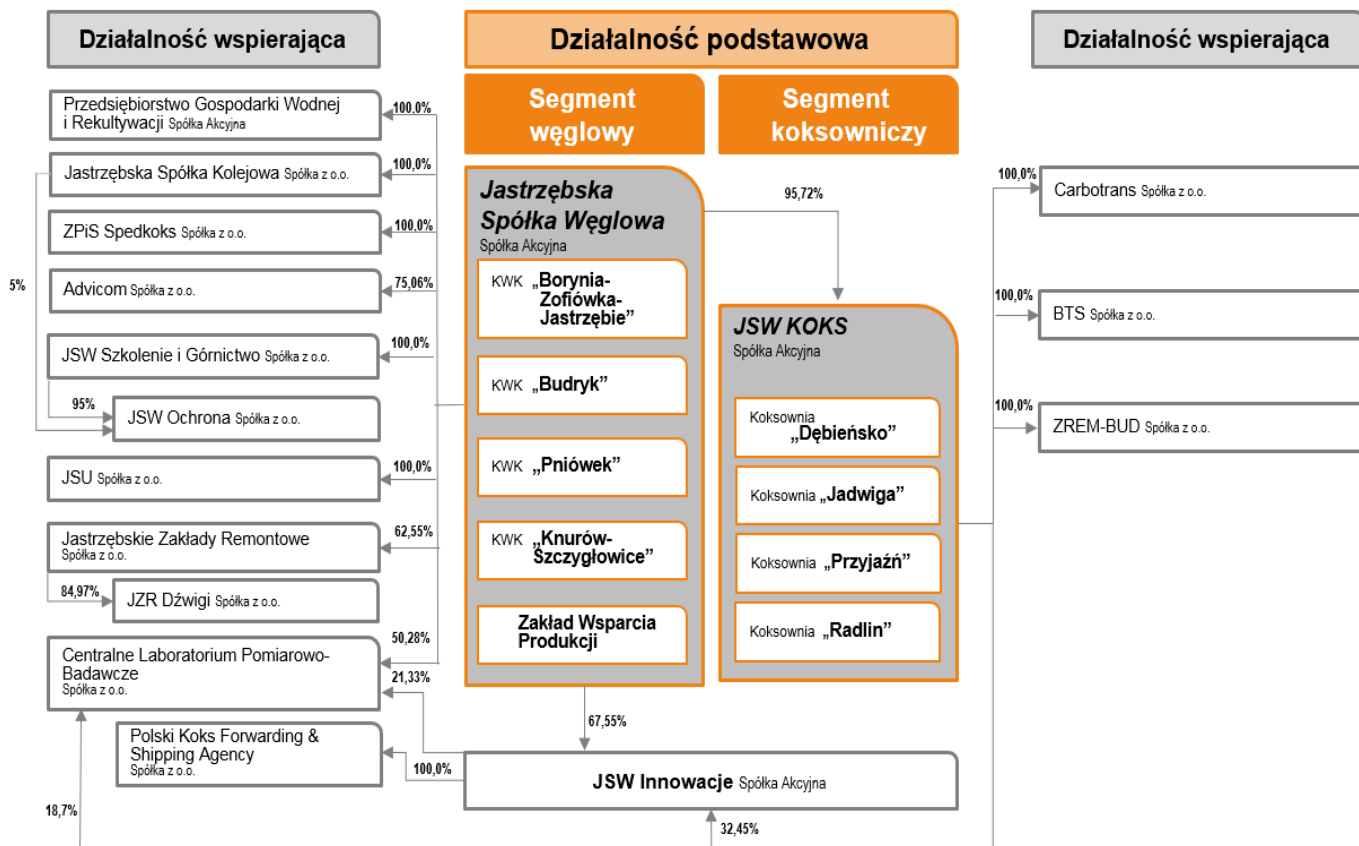 Działalność wspierająca
Działalność podstawowa
Działalność wspierająca
Segment
węglowy
Segment
koksowniczy
Przedsiębiorstwo Gospodarki Wodnej
i Rekultywacji Spółka Akcyjna
100,0%
Jastrzębska Spółka Kolejowa Spółka z o.o.
100,0%
ZPiS Spedkoks Spółka z o.o.
100,0%
5%
Advicom Spółka z o.o.
75,06%
JSW Szkolenie i Górnictwo Spółka z o.o.
100,0%
95%
JSW Ochrona Spółka z o.o.
JSU Spółka z o.o.
100,0%
Jastrzębskie Zakłady Remontowe
Spółka z o.o.
62,55%
84,97%
JZR Dźwigi Spółka z o.o.
50,28%
Centralne Laboratorium Pomiarowo-
Badawcze
Spółka z o.o.
21,33%
Polski Koks Forwarding &
Shipping Agency
Spółka z o.o.
100,0%
18,7%
Jastrzębska
Spółka Węglowa
Spółka Akcyjna
KWK „Borynia-
Zofiówka-
Jastrzębie”
KWK „Budryk”
KWK „Pniówek”
KWK „Knurów-
Szczygłowice”
Zakład Wsparcia
Produkcji
67,55%
JSW Innowacje Spółka Akcyjna
32,45%
95,72%
JSW KOKS
Spółka Akcyjna
Koksownia
„Dębieńsko”
Koksownia „Jadwiga”
Koksownia „Przyjaźń”
Koksownia „Radlin”
100,0%
Carbotrans Spółka z o.o.
100,0%
BTS Spółka z o.o.
100,0%
ZREM-BUD Spółka z o.o.